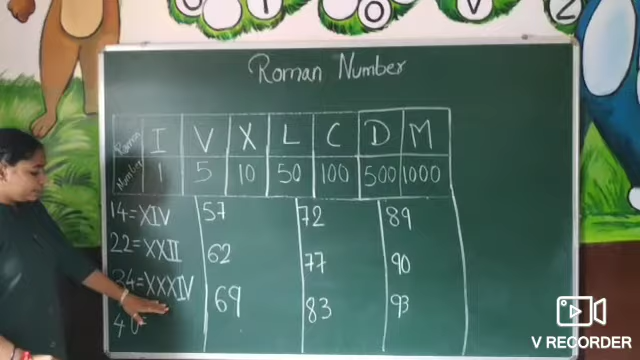 Roman Number
Roman I V X L C D M
Number 1 5 10 50 100 500 1000
14=XIV 57 72 89
22=XXII 62 77 90
34=XXXIV 69 83 93
40
V RECORDER